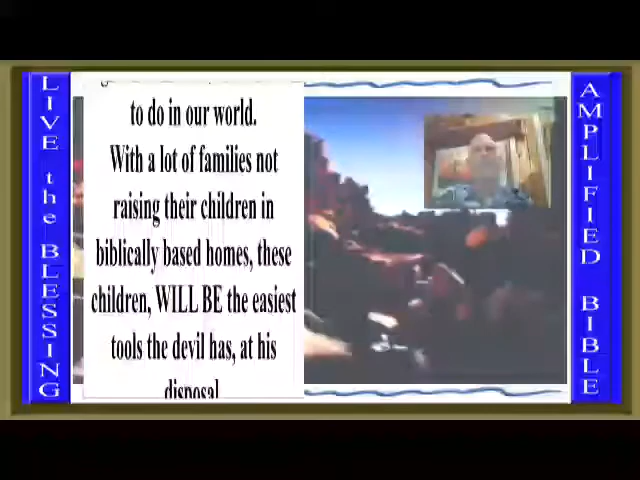 LIVE the BLESSING
to do in our world.
With a lot of families not
raising their children in
biblically based homes, these
children, WILL BE the easiest
tools the devil has, at his
disposal
AMPLIFIED BIBLE